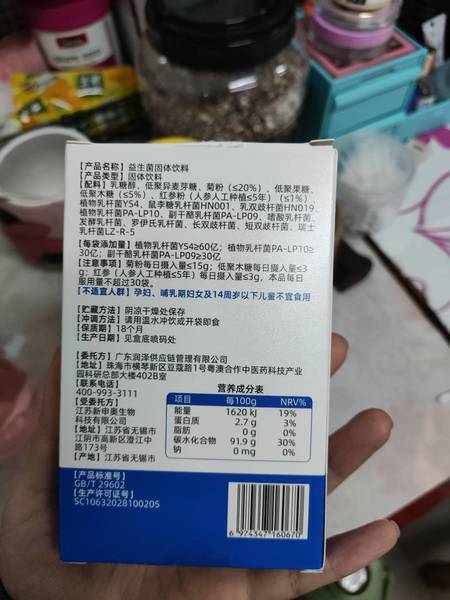 【产品名称】益生菌固体饮料
【产品类型】固体饮料
【配料】乳糖醇、低聚异麦芽糖、菊粉（≤20%）、低聚果糖、
低聚木糖（≤5%）、红参粉（人参人工种植≤5年）（≤1%）、
植物乳杆菌YS4、鼠李糖乳杆菌HN001、乳双歧杆菌HN019、
植物乳杆菌PA-LP10、副干酪乳杆菌PA-LP09、嗜酸乳杆菌、
发酵乳杆菌、罗伊氏乳杆菌、长双歧杆菌、短双歧杆菌、瑞士
乳杆菌LZ-R-5
【每袋添加量】植物乳杆菌YS4≥60亿；植物乳杆菌PA-LP10≥
30亿；副干酪乳杆菌PA-LP09≥30亿
【注意事项】菊粉每日摄入量≤15g；低聚木糖每日摄入量≤3
g；红参（人参人工种植≤5年）每日摄入量≤3g，本品每日
服用量不超过30袋。
【不适宜人群】孕妇、哺乳期妇女及14周岁以下儿童不宜食用
【贮藏方法】阴凉干燥处保存
【冲调方法】请用温水冲饮或开袋即食
【保质期】18个月
【生产日期】见盒底喷码处
【委托方】广东润泽供应链管理有限公司
【地址】珠海市横琴新区豆蔻路1号粤澳合作中医药科技产业
园科研总部大楼402B室
【联系电话】
400-993-3111
【受委托方】
江苏新申奥生物
科技有限公司
【地址】江苏省无锡市
江阴市高新区澄江中
路173号
【产地】江苏省无锡市
营养成分表
项目 每100g NRV%
能量 1620 kJ 19%
蛋白质 2.7 g 3%
脂肪 0 g 0%
碳水化合物 91.9 g 30%
钠 0 mg 0%
【产品标准号】
GB/T 29602
【生产许可证号】
SC10632028100205
6 974347 160670